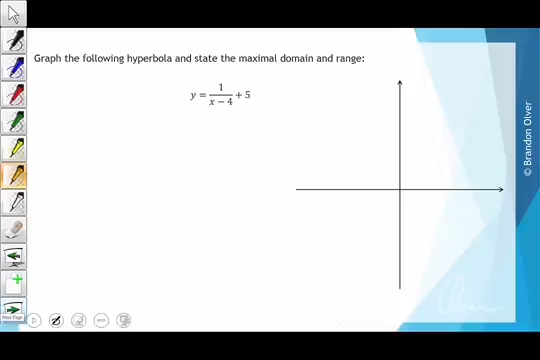 Graph the following hyperbola and state the maximal domain and range:
y = 1/(x − 4) + 5
© Brandon Olver
Next Page